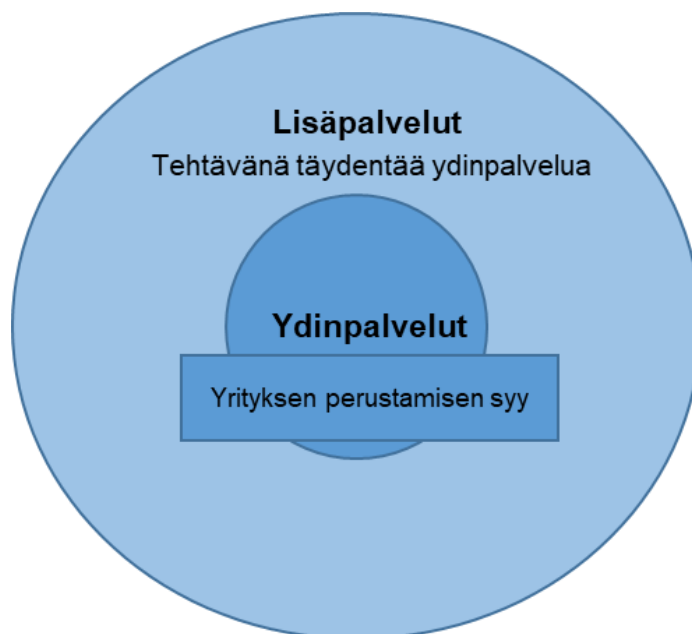 Lisäpalvelut
Tehtävänä täydentää ydinpalvelua
Ydinpalvelut
Yrityksen perustamisen syy